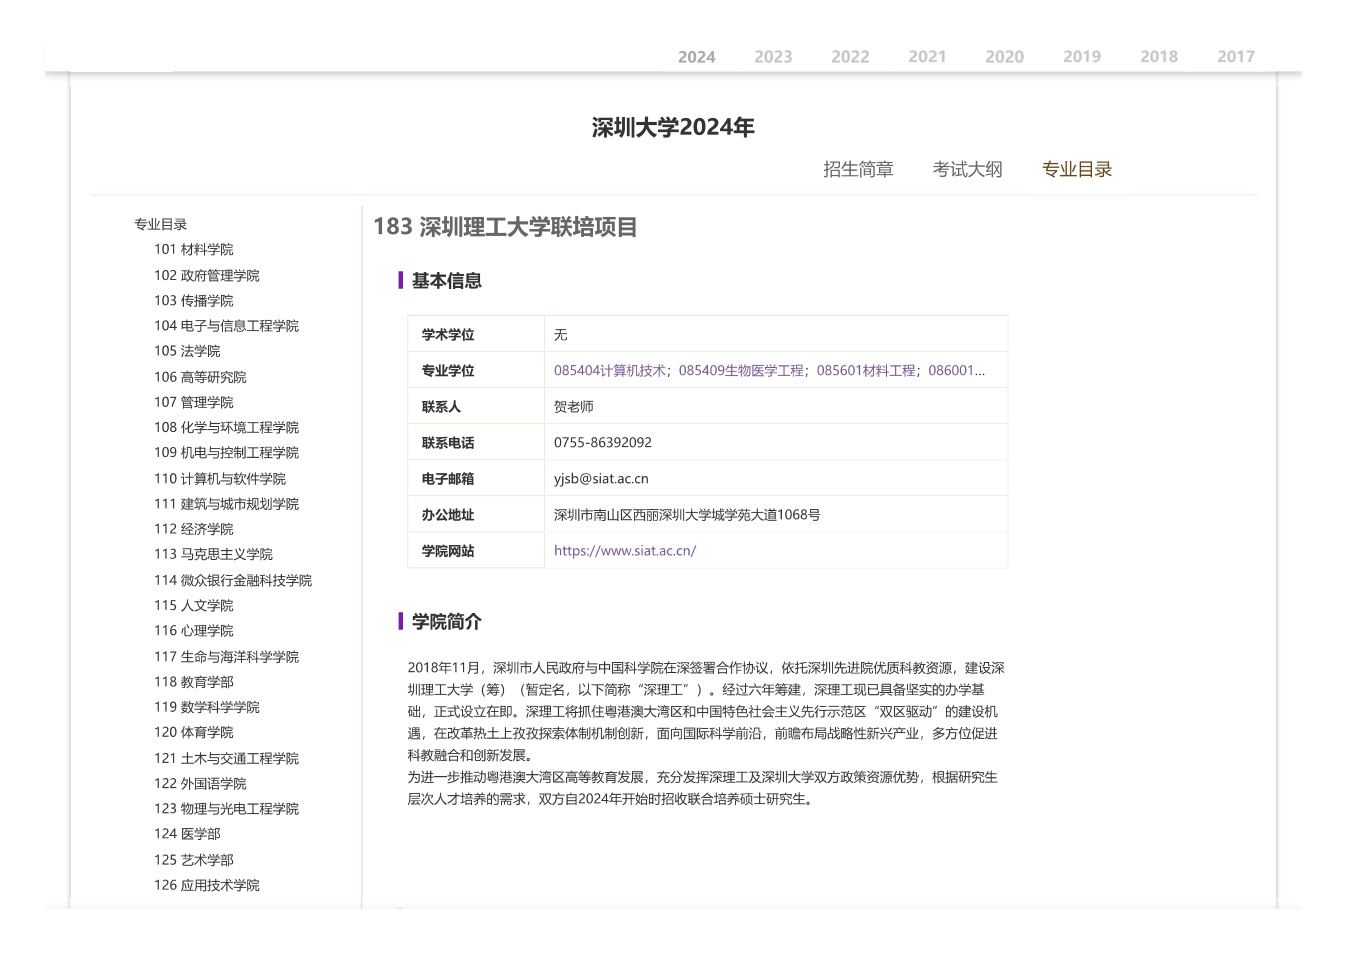 2024 2023 2022 2021 2020 2019 2018 2017
深圳大学2024年
招生简章 考试大纲 专业目录
专业目录
101 材料学院
102 政府管理学院
103 传播学院
104 电子与信息工程学院
105 法学院
106 高等研究院
107 管理学院
108 化学与环境工程学院
109 机电与控制工程学院
110 计算机与软件学院
111 建筑与城市规划学院
112 经济学院
113 马克思主义学院
114 微众银行金融科技学院
115 人文学院
116 心理学院
117 生命与海洋科学学院
118 教育学部
119 数学科学学院
120 体育学院
121 土木与交通工程学院
122 外国语学院
123 物理与光电工程学院
124 医学部
125 艺术学部
126 应用技术学院
183 深圳理工大学联培项目
基本信息
学术学位 无
专业学位 085404计算机技术；085409生物医学工程；085601材料工程；086001...
联系人 贺老师
联系电话 0755-86392092
电子邮箱 yjsb@siat.ac.cn
办公地址 深圳市南山区西丽深圳大学城学苑大道1068号
学院网站 https://www.siat.ac.cn/
学院简介
2018年11月，深圳市人民政府与中国科学院在深签署合作协议，依托深圳先进院优质科教资源，建设深
圳理工大学（筹）（暂定名，以下简称“深理工”）。经过六年筹建，深理工现已具备坚实的办学基
础，正式设立在即。深理工将抓住粤港澳大湾区和中国特色社会主义先行示范区“双区驱动”的建设机
遇，在改革热土上孜孜探索体制机制创新，面向国际科学前沿，前瞻布局战略性新兴产业，多方位促进
科教融合和创新发展。
为进一步推动粤港澳大湾区高等教育发展，充分发挥深理工及深圳大学双方政策资源优势，根据研究生
层次人才培养的需求，双方自2024年开始时招收联合培养硕士研究生。